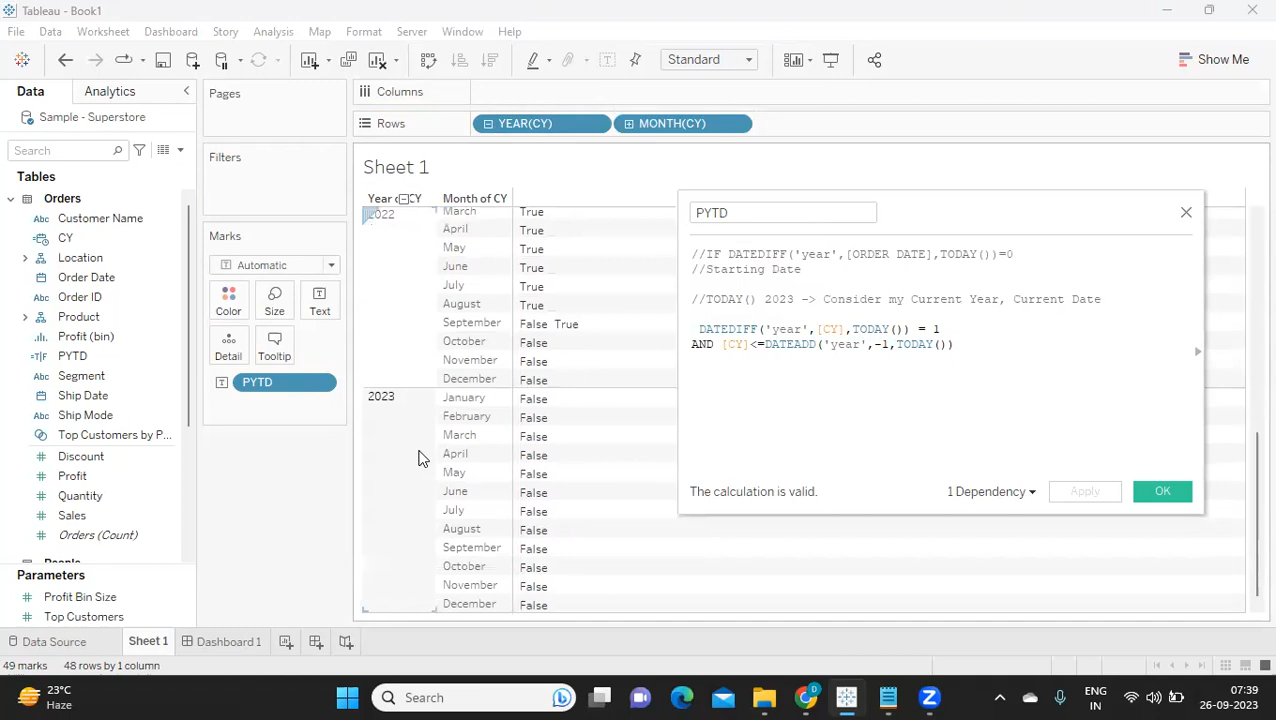 Tableau - Book1
File Data Worksheet Dashboard Story Analysis Map Format Server Window Help
Standard
Show Me
Data Analytics
Sample - Superstore
Search
Tables
Orders
Customer Name
CY
Location
Order Date
Order ID
Product
Profit (bin)
PYTD
Segment
Ship Date
Ship Mode
Top Customers by P...
Discount
Profit
Quantity
Sales
Orders (Count)
Parameters
Profit Bin Size
Top Customers
Pages
Filters
Marks
Automatic
Color Size Text
Detail Tooltip
PYTD
Columns
Rows YEAR(CY) MONTH(CY)
Sheet 1
Month of CY
2022 March True
April True
May True
June True
July True
August True
September False True
October False
November False
December False
2023 January False
February False
March False
April False
May False
June False
July False
August False
September False
October False
November False
December False
PYTD
//IF DATEDIFF('year',[ORDER DATE],TODAY())=0
//Starting Date
//TODAY() 2023 -> Consider my Current Year, Current Date
DATEDIFF('year',[CY],TODAY()) = 1
AND [CY]<=DATEADD('year',-1,TODAY())
The calculation is valid.
1 Dependency
Apply
OK
Data Source Sheet 1 Dashboard 1
49 marks 48 rows by 1 column
23°C
Haze
Search
ENG
IN
07:39
26-09-2023